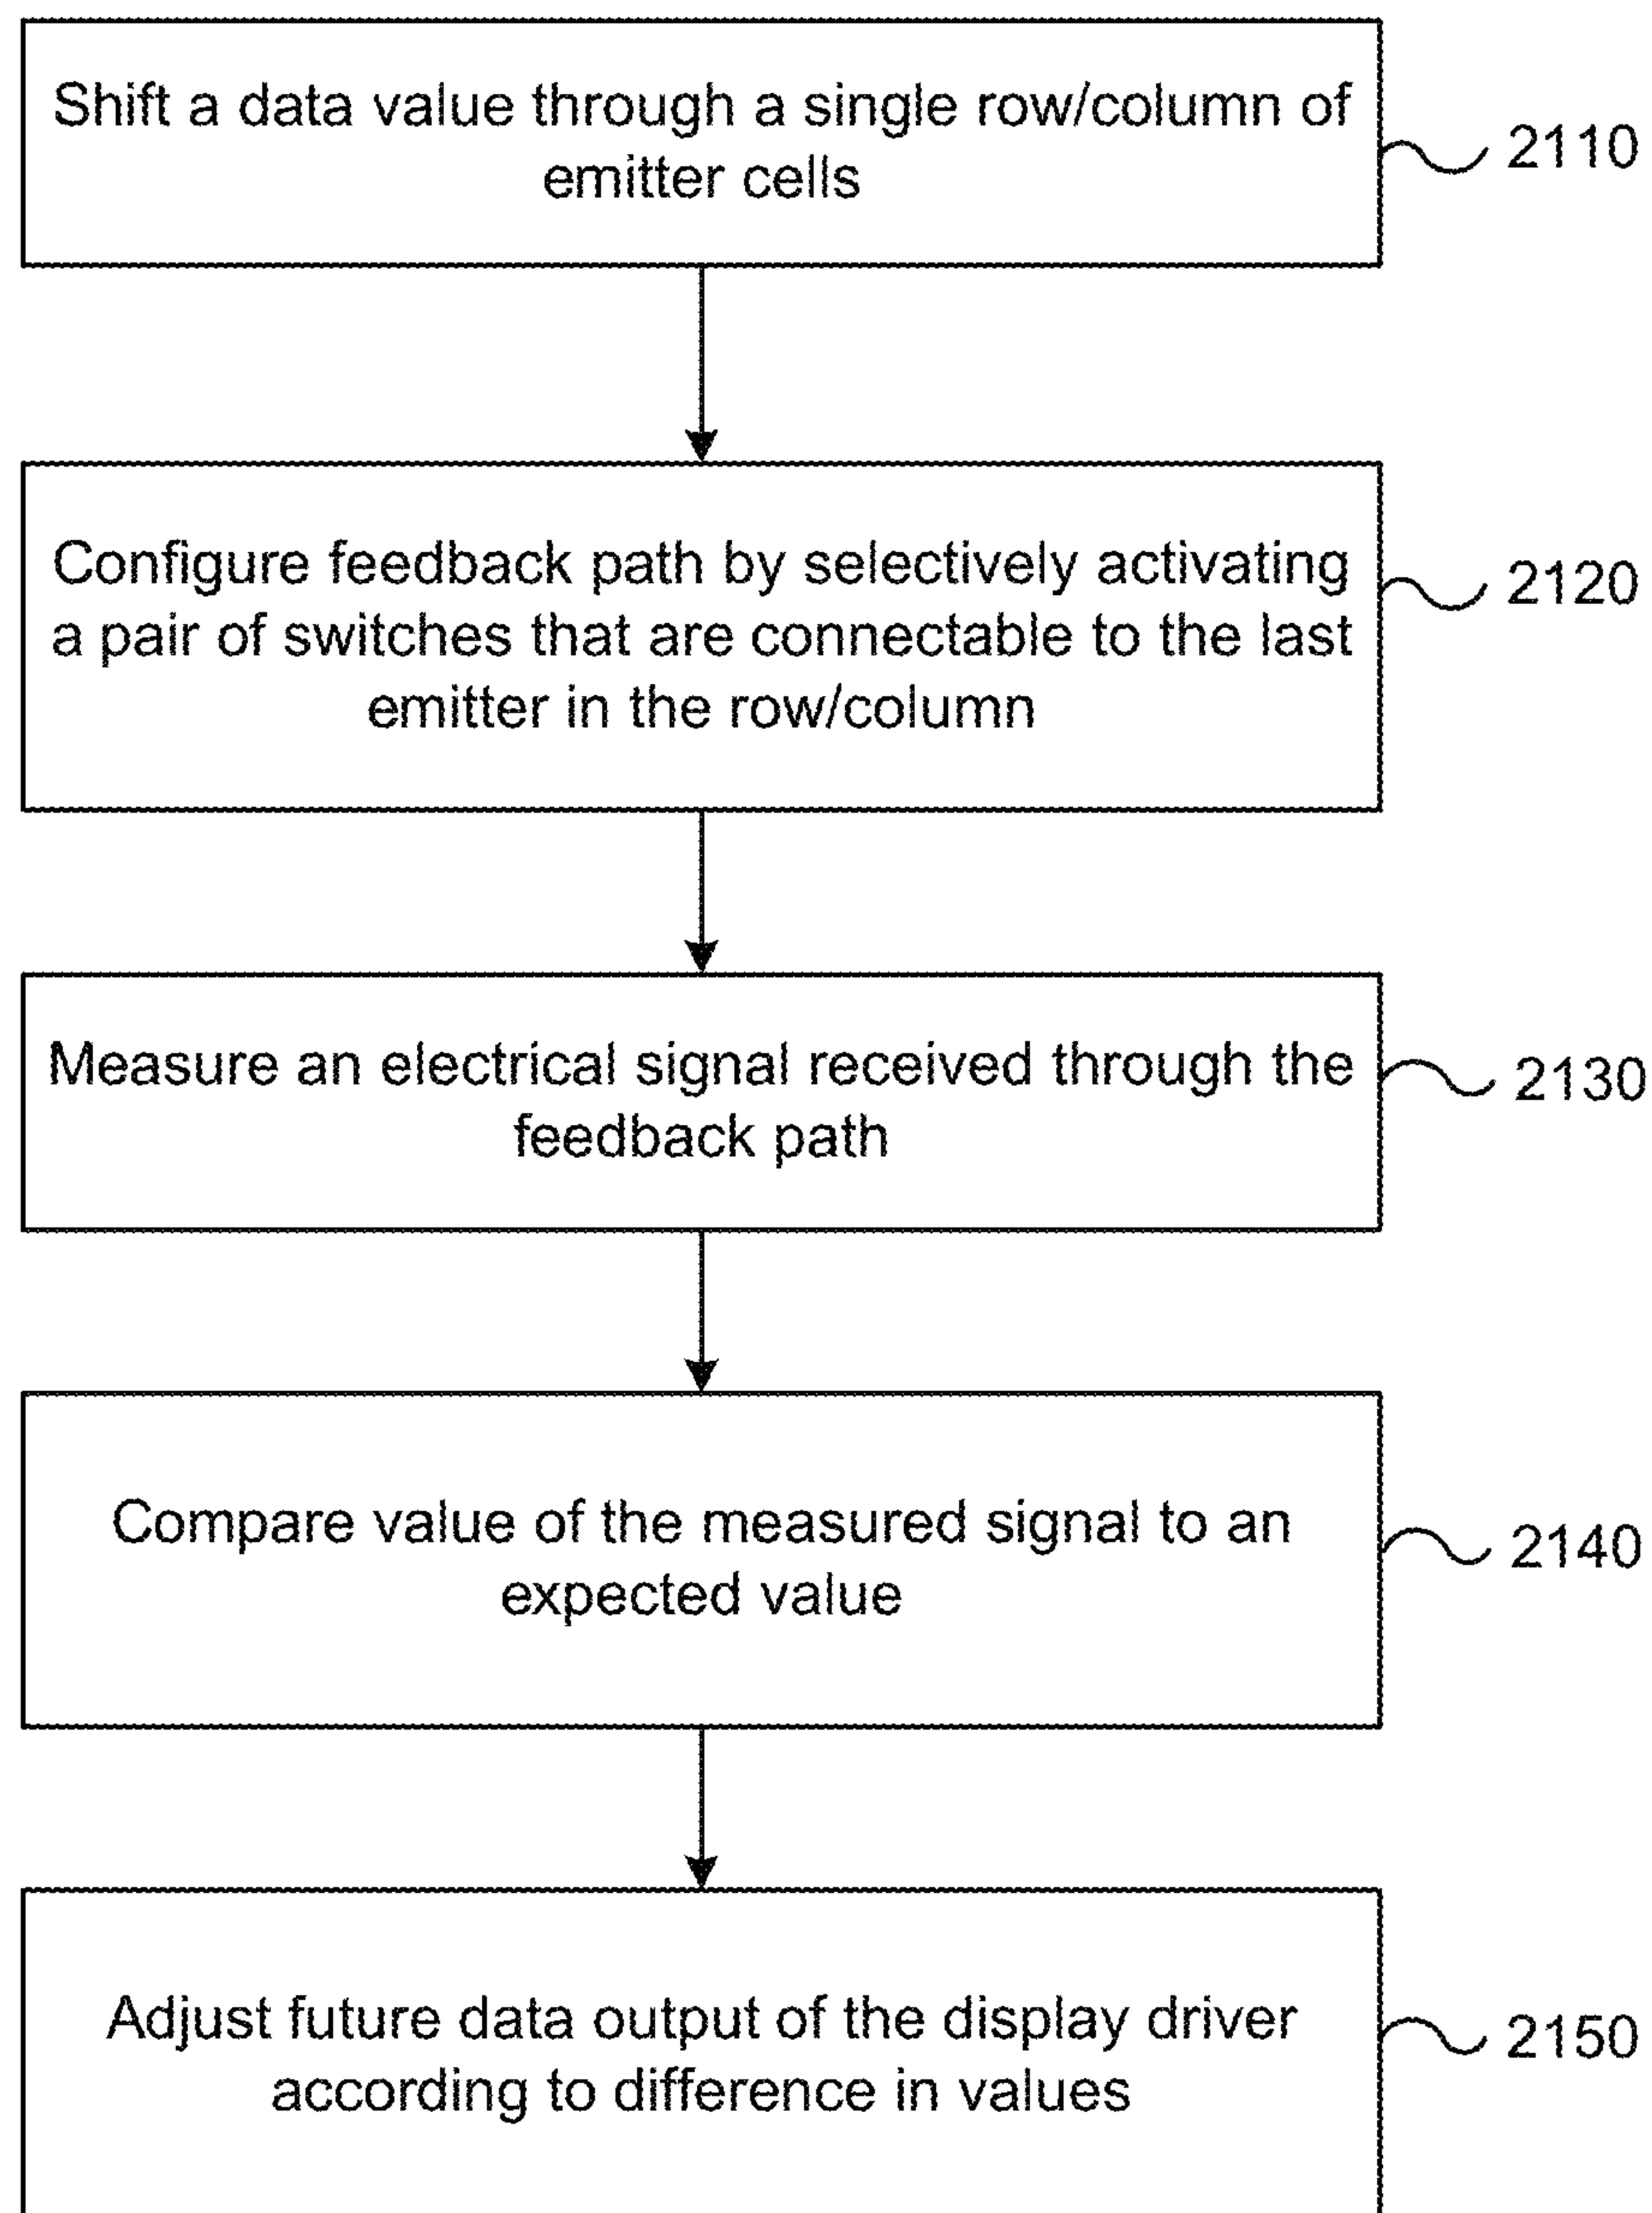 Shift a data value through a single row/column of
emitter cells
2110
Configure feedback path by selectively activating
a pair of switches that are connectable to the last
emitter in the row/column
2120
Measure an electrical signal received through the
feedback path
2130
Compare value of the measured signal to an
expected value
2140
Adjust future data output of the display driver
according to difference in values
2150